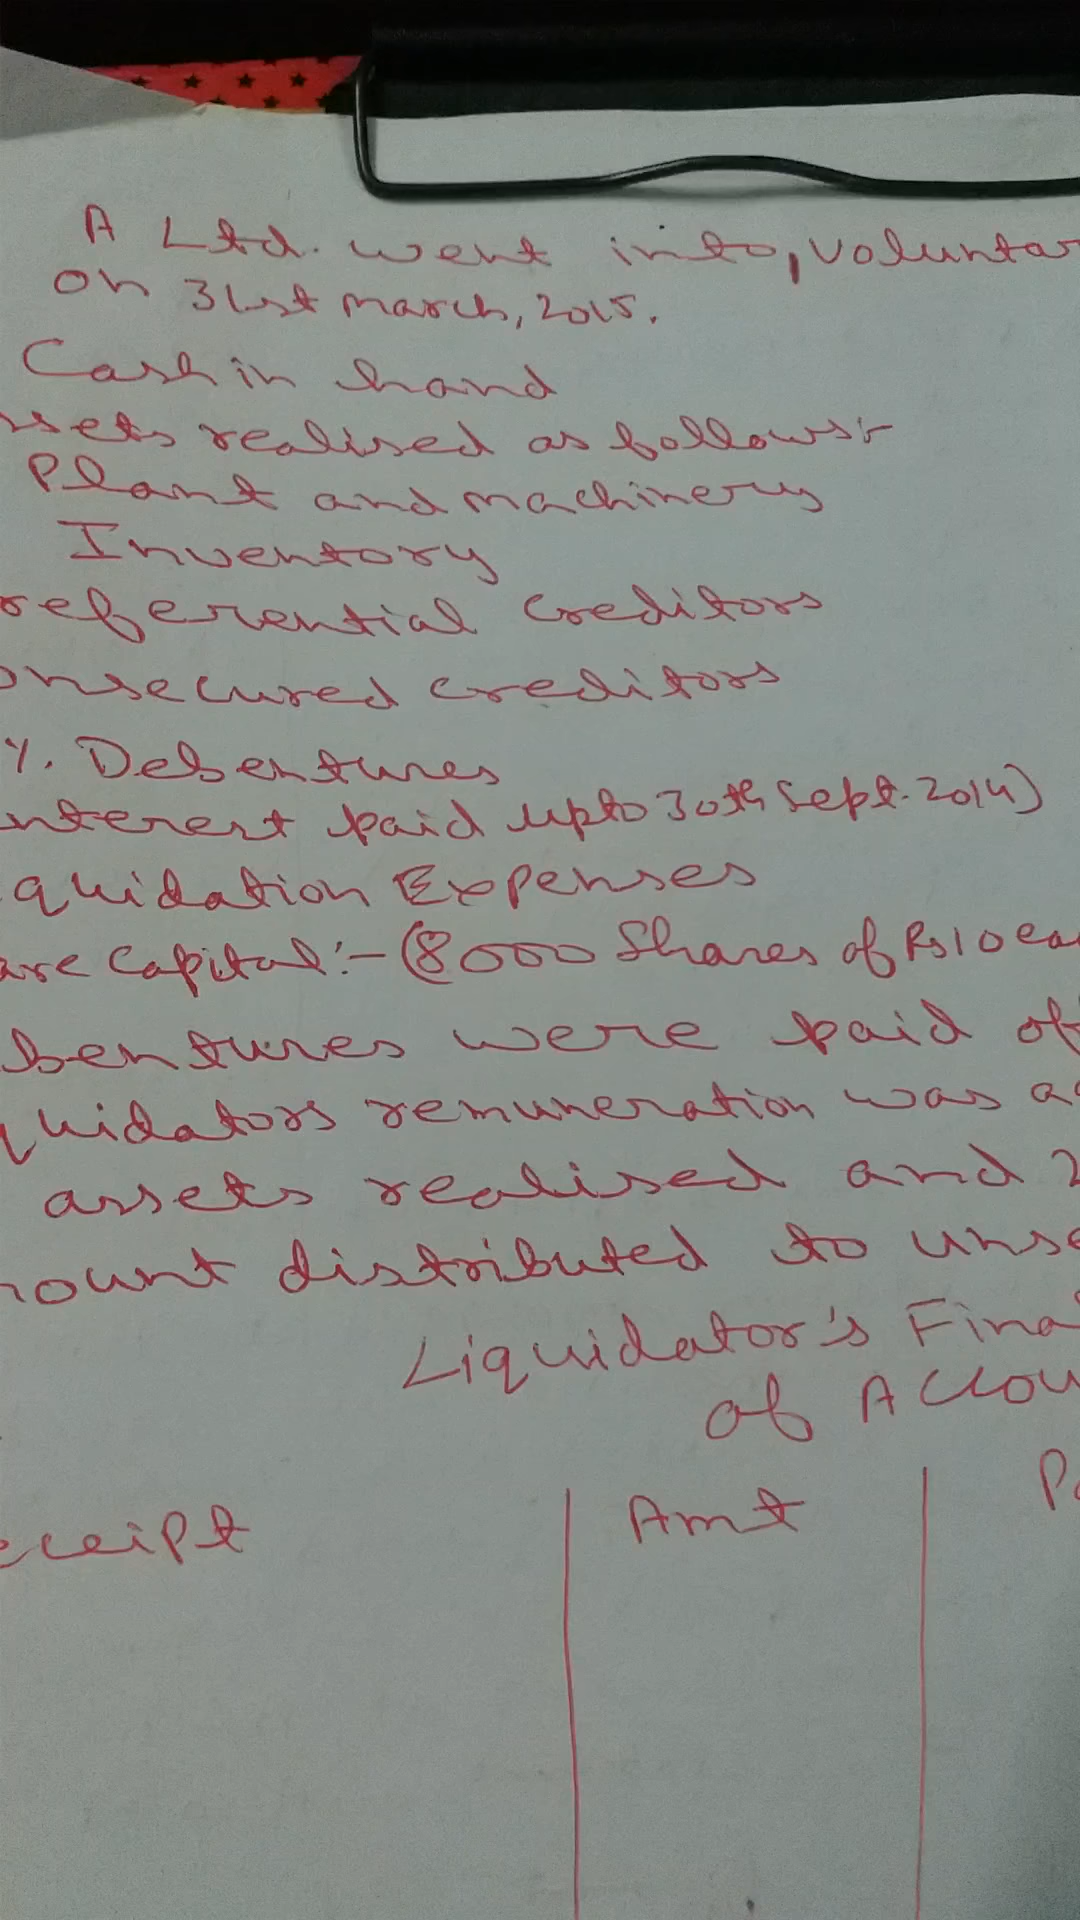 A Ltd. went into, voluntar
on 31st march, 2015.
Cash in hand
ssets realised as follows:-
Plant and machinery
Inventory
referential creditors
nsecured creditors
%. Debentures
nterest paid upto 30th Sept. 2014)
quidation Expenses
are Capital:- (8000 Shares of Rs10 ea
bentures were paid of
quidators remuneration was a
assets realised and 2
mount distributed to unse
Liquidator's Fina
of Accou
eceipt Amt Pa